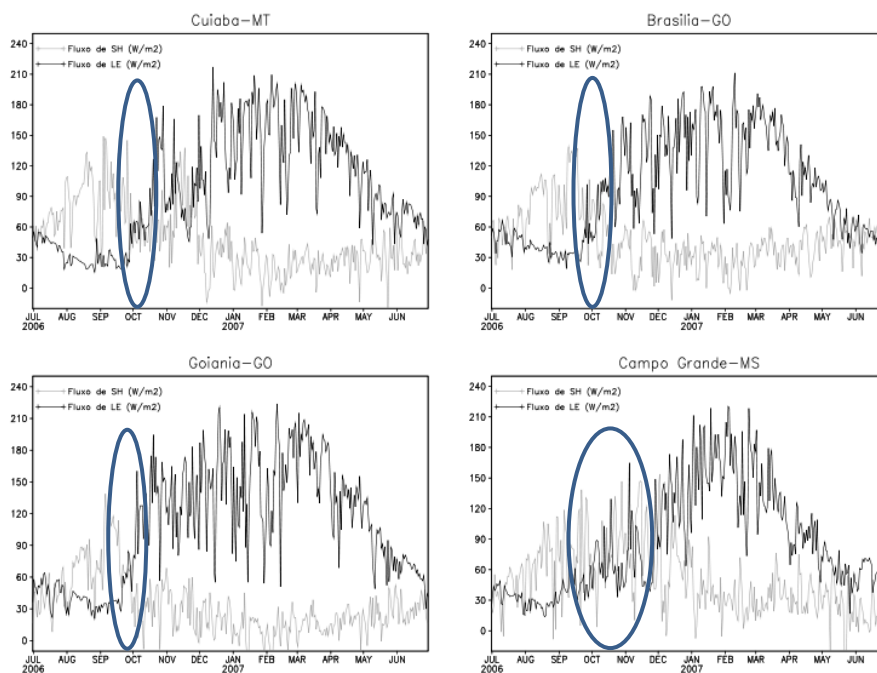 Cuiaba-MT
240
210
180
150
120
90
60
30
0
Fluxo de SH (W/m2)
Fluxo de LE (W/m2)
JUL AUG SEP OCT NOV DEC JAN FEB MAR APR MAY JUN
2006 2007
Brasilia-GO
240
210
180
150
120
90
60
30
0
Fluxo de SH (W/m2)
Fluxo de LE (W/m2)
JUL AUG SEP OCT NOV DEC JAN FEB MAR APR MAY JUN
2006 2007
Goiania-GO
240
210
180
150
120
90
60
30
0
Fluxo de SH (W/m2)
Fluxo de LE (W/m2)
JUL AUG SEP OCT NOV DEC JAN FEB MAR APR MAY JUN
2006 2007
Campo Grande-MS
240
210
180
150
120
90
60
30
0
Fluxo de SH (W/m2)
Fluxo de LE (W/m2)
JUL AUG SEP OCT NOV DEC JAN FEB MAR APR MAY JUN
2006 2007